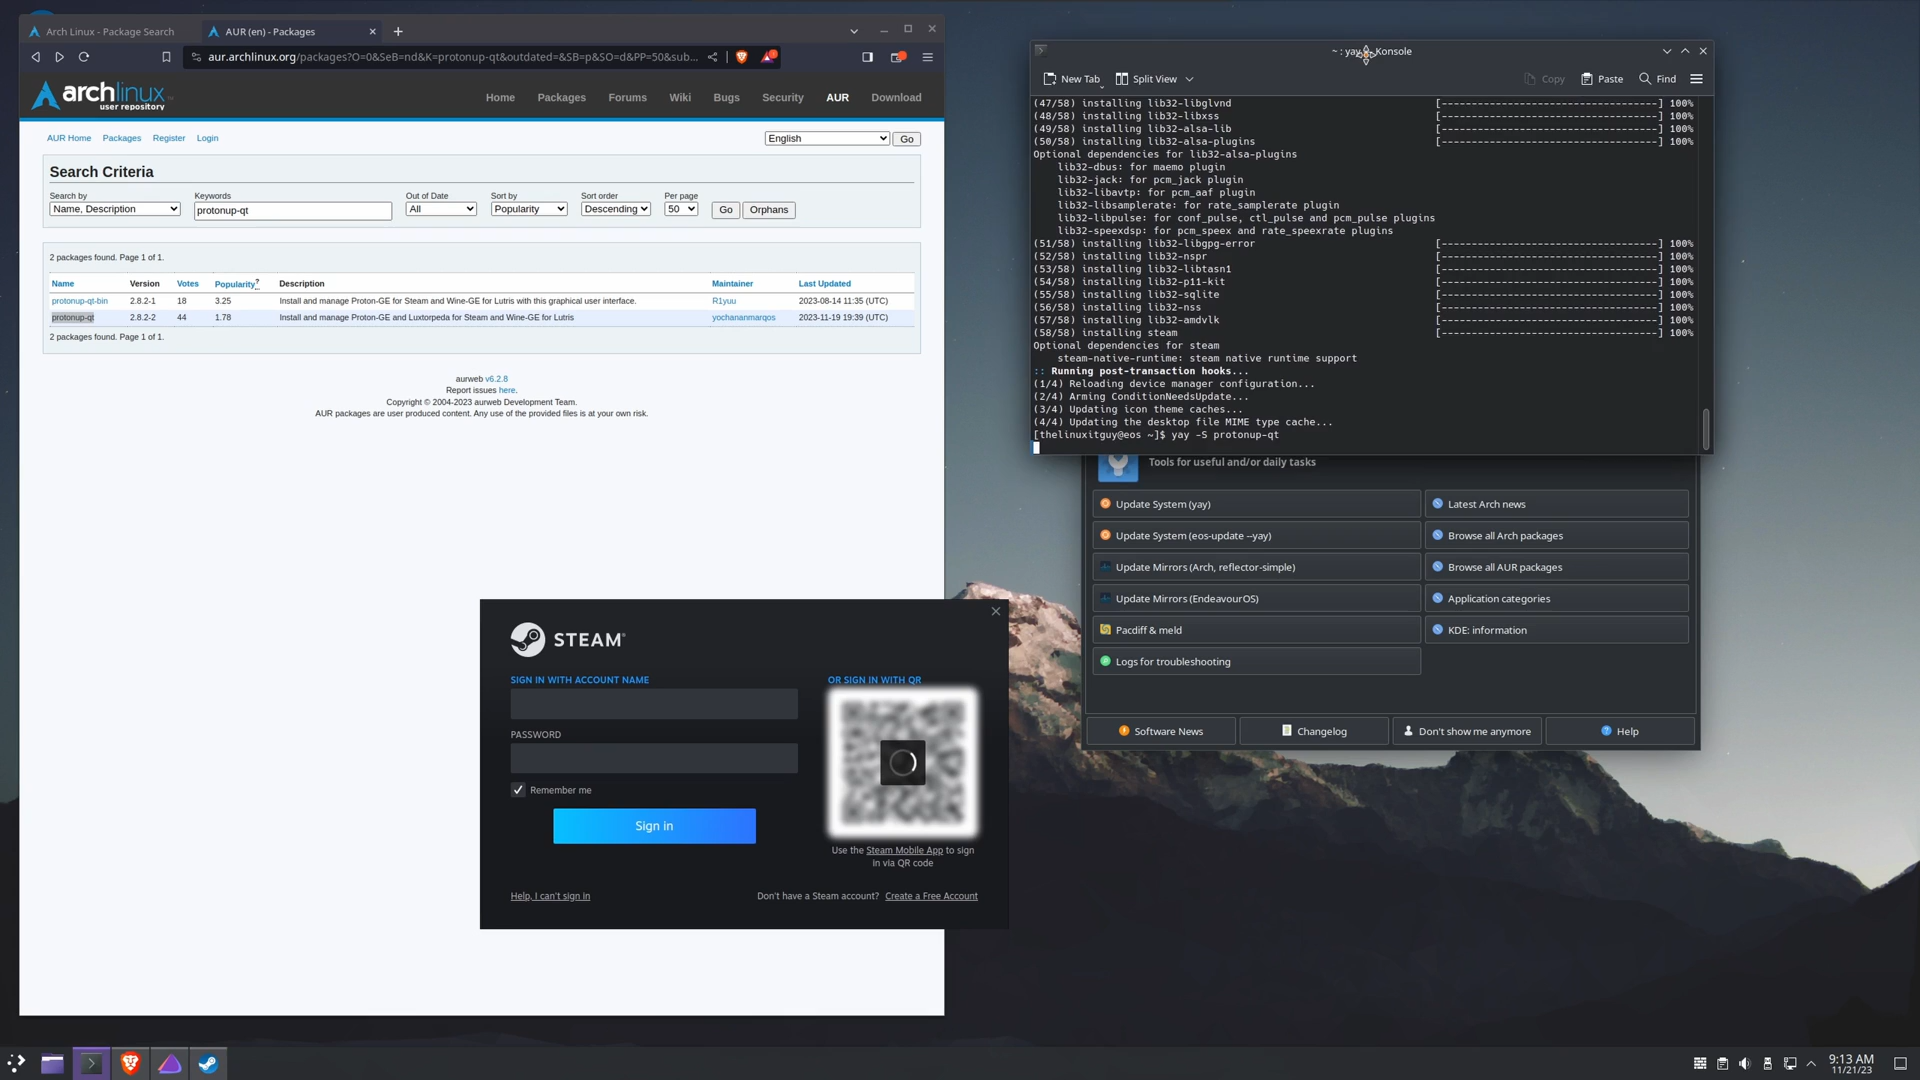 Arch Linux - Package Search
AUR (en) - Packages
aur.archlinux.org/packages?O=0&SeB=nd&K=protonup-qt&outdated=&SB=p&SO=d&PP=50&sub...
archlinux
user repository
Home
Packages
Forums
Wiki
Bugs
Security
AUR
Download
AUR Home
Packages
Register
Login
English
Go
Search Criteria
Search by
Keywords
Out of Date
Sort by
Sort order
Per page
Name, Description
protonup-qt
All
Popularity
Descending
50
Go
Orphans
2 packages found. Page 1 of 1.
Name Version Votes Popularity? Description Maintainer Last Updated
protonup-qt-bin 2.8.2-1 18 3.25 Install and manage Proton-GE for Steam and Wine-GE for Lutris with this graphical user interface. R1yuu 2023-08-14 11:35 (UTC)
protonup-qt 2.8.2-2 44 1.78 Install and manage Proton-GE and Luxtorpeda for Steam and Wine-GE for Lutris yochananmarqos 2023-11-19 19:39 (UTC)
2 packages found. Page 1 of 1.
aurweb v6.2.8
Report issues here.
Copyright © 2004-2023 aurweb Development Team.
AUR packages are user produced content. Any use of the provided files is at your own risk.
~ : yay — Konsole
New Tab
Split View
Copy
Paste
Find
(47/58) installing lib32-libglvnd [------------------------------------] 100%
(48/58) installing lib32-libxss [------------------------------------] 100%
(49/58) installing lib32-alsa-lib [------------------------------------] 100%
(50/58) installing lib32-alsa-plugins [------------------------------------] 100%
Optional dependencies for lib32-alsa-plugins
lib32-dbus: for maemo plugin
lib32-jack: for pcm_jack plugin
lib32-libavtp: for pcm_aaf plugin
lib32-libsamplerate: for rate_samplerate plugin
lib32-libpulse: for conf_pulse, ctl_pulse and pcm_pulse plugins
lib32-speexdsp: for pcm_speex and rate_speexrate plugins
(51/58) installing lib32-libgpg-error [------------------------------------] 100%
(52/58) installing lib32-nspr [------------------------------------] 100%
(53/58) installing lib32-libtasn1 [------------------------------------] 100%
(54/58) installing lib32-p11-kit [------------------------------------] 100%
(55/58) installing lib32-sqlite [------------------------------------] 100%
(56/58) installing lib32-nss [------------------------------------] 100%
(57/58) installing lib32-amdvlk [------------------------------------] 100%
(58/58) installing steam [------------------------------------] 100%
Optional dependencies for steam
steam-native-runtime: steam native runtime support
:: Running post-transaction hooks...
(1/4) Reloading device manager configuration...
(2/4) Arming ConditionNeedsUpdate...
(3/4) Updating icon theme caches...
(4/4) Updating the desktop file MIME type cache...
[thelinuxitguy@eos ~]$ yay -S protonup-qt
Tools for useful and/or daily tasks
Update System (yay)
Latest Arch news
Update System (eos-update --yay)
Browse all Arch packages
Update Mirrors (Arch, reflector-simple)
Browse all AUR packages
Update Mirrors (EndeavourOS)
Application categories
Pacdiff & meld
KDE: information
Logs for troubleshooting
Software News
Changelog
Don't show me anymore
Help
STEAM
SIGN IN WITH ACCOUNT NAME
OR SIGN IN WITH QR
PASSWORD
Remember me
Sign in
Use the Steam Mobile App to sign
in via QR code
Help, I can't sign in
Don't have a Steam account? Create a Free Account
9:13 AM
11/21/23